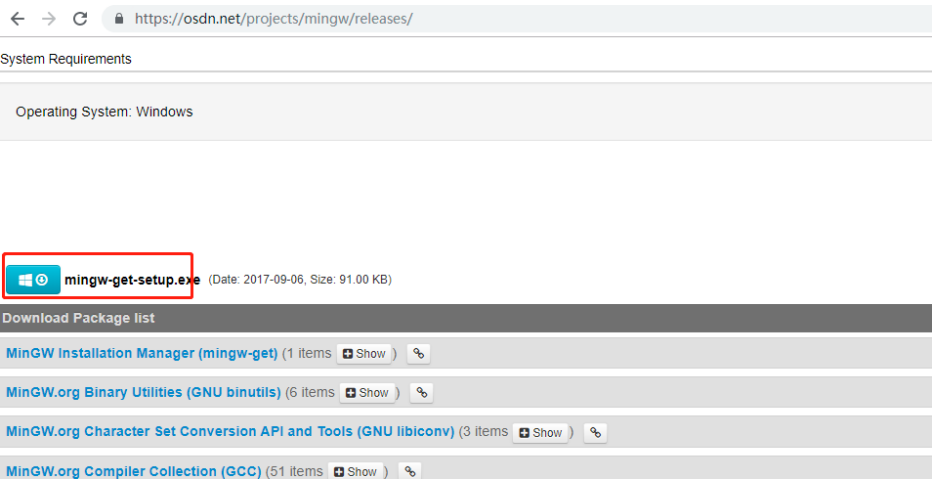 https://osdn.net/projects/mingw/releases/
System Requirements
Operating System: Windows
mingw-get-setup.exe (Date: 2017-09-06, Size: 91.00 KB)
Download Package list
MinGW Installation Manager (mingw-get) (1 items Show )
MinGW.org Binary Utilities (GNU binutils) (6 items Show )
MinGW.org Character Set Conversion API and Tools (GNU libiconv) (3 items Show )
MinGW.org Compiler Collection (GCC) (51 items Show )